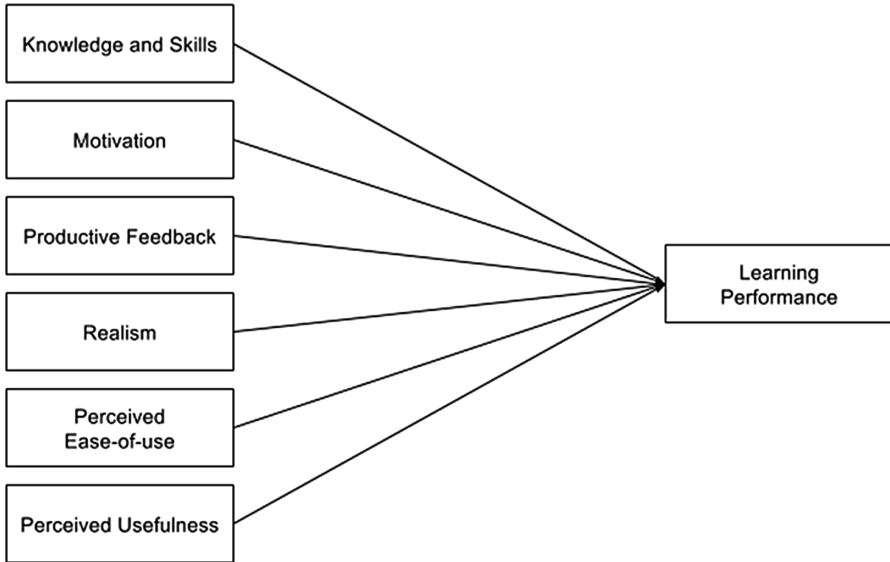 Knowledge and Skills
Motivation
Productive Feedback
Realism
Perceived
Ease-of-use
Perceived Usefulness
Learning
Performance